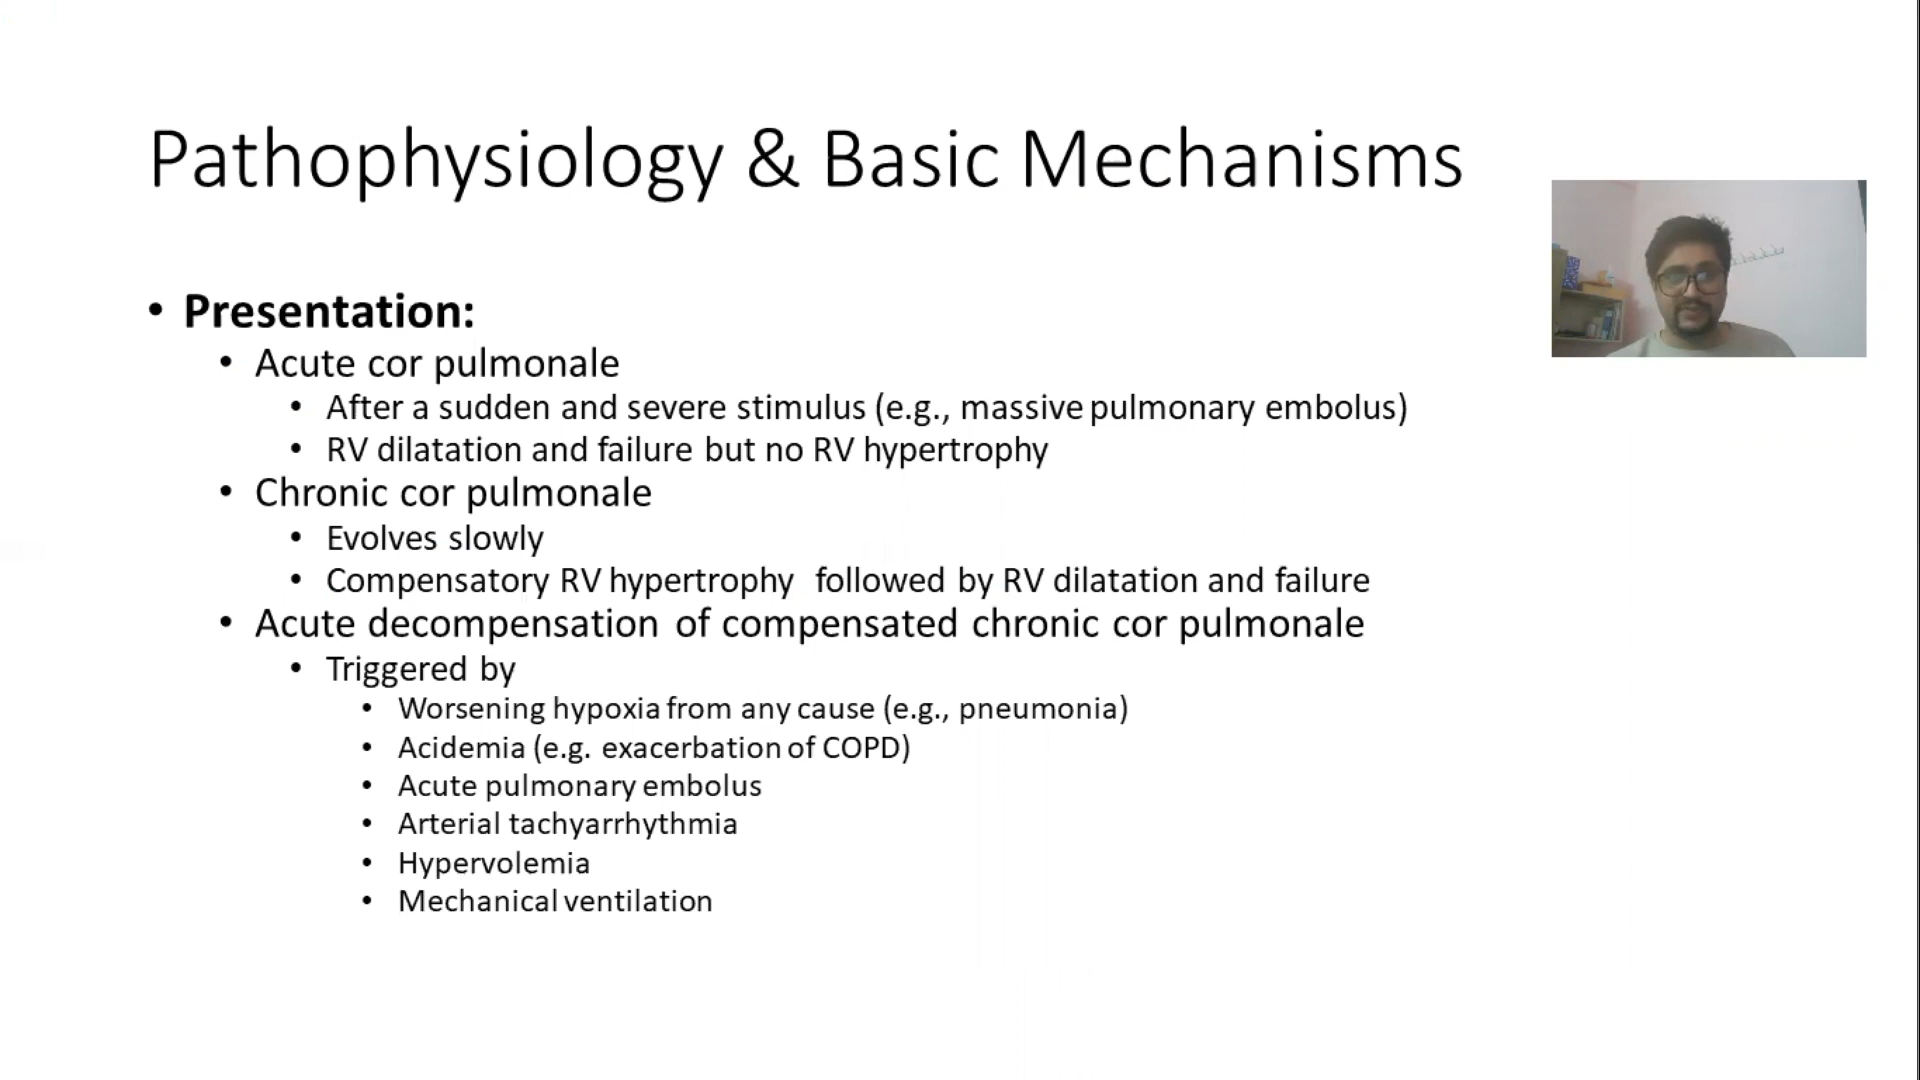 Pathophysiology & Basic Mechanisms
• Presentation:
• Acute cor pulmonale
• After a sudden and severe stimulus (e.g., massive pulmonary embolus)
• RV dilatation and failure but no RV hypertrophy
• Chronic cor pulmonale
• Evolves slowly
• Compensatory RV hypertrophy followed by RV dilatation and failure
• Acute decompensation of compensated chronic cor pulmonale
• Triggered by
• Worsening hypoxia from any cause (e.g., pneumonia)
• Acidemia (e.g. exacerbation of COPD)
• Acute pulmonary embolus
• Arterial tachyarrhythmia
• Hypervolemia
• Mechanical ventilation